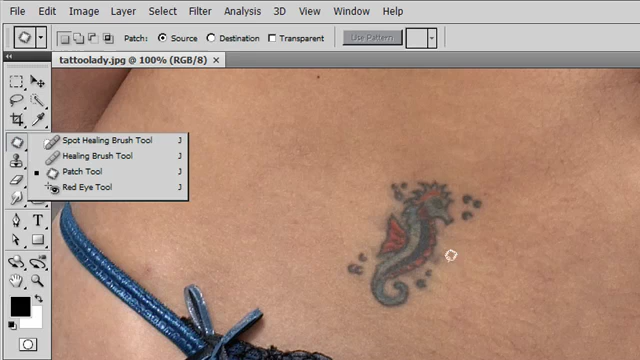 File Edit Image Layer Select Filter Analysis 3D View Window Help
Patch: Source Destination Transparent Use Pattern
toolady.jpg @ 100% (RGB/8) ×
Spot Healing Brush Tool J
Healing Brush Tool J
Patch Tool J
Red Eye Tool J
T